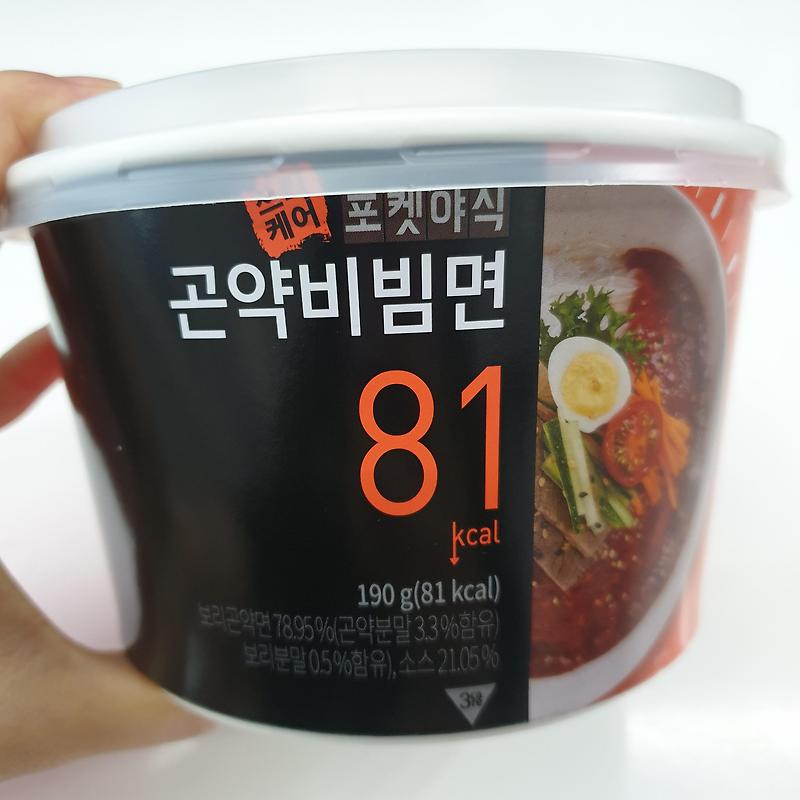 케어
포켓야식
곤약비빔면
81
kcal
190 g(81 kcal)
보리곤약면 78.95%(곤약분말 3.3%함유)
보리분말 0.5%함유), 소스 21.05%